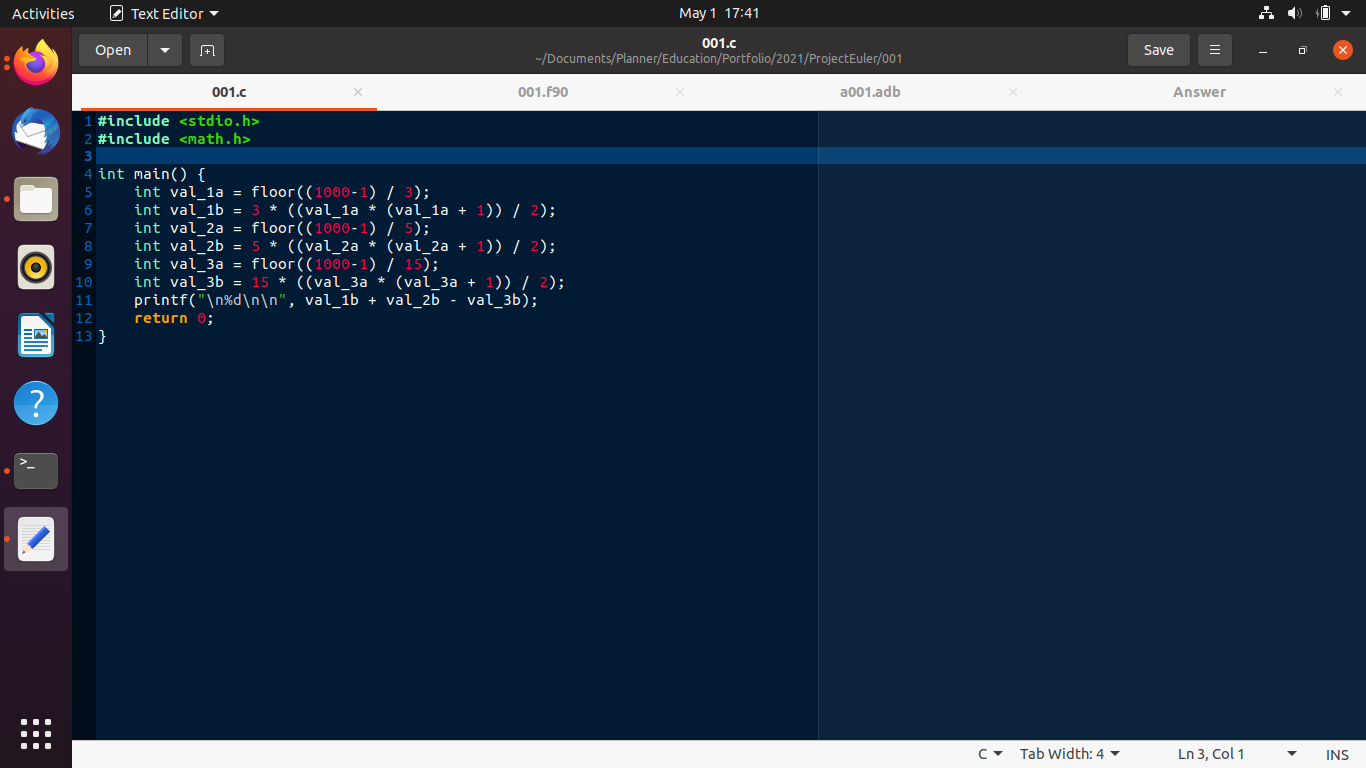 Activities Text Editor May 1 17:41
Open 001.c Save
~/Documents/Planner/Education/Portfolio/2021/ProjectEuler/001
001.c 001.f90 a001.adb Answer
1 #include <stdio.h>
2 #include <math.h>
3
4 int main() {
5     int val_1a = floor((1000-1) / 3);
6     int val_1b = 3 * ((val_1a * (val_1a + 1)) / 2);
7     int val_2a = floor((1000-1) / 5);
8     int val_2b = 5 * ((val_2a * (val_2a + 1)) / 2);
9     int val_3a = floor((1000-1) / 15);
10     int val_3b = 15 * ((val_3a * (val_3a + 1)) / 2);
11     printf("\n%d\n\n", val_1b + val_2b - val_3b);
12     return 0;
13 }
C Tab Width: 4 Ln 3, Col 1 INS